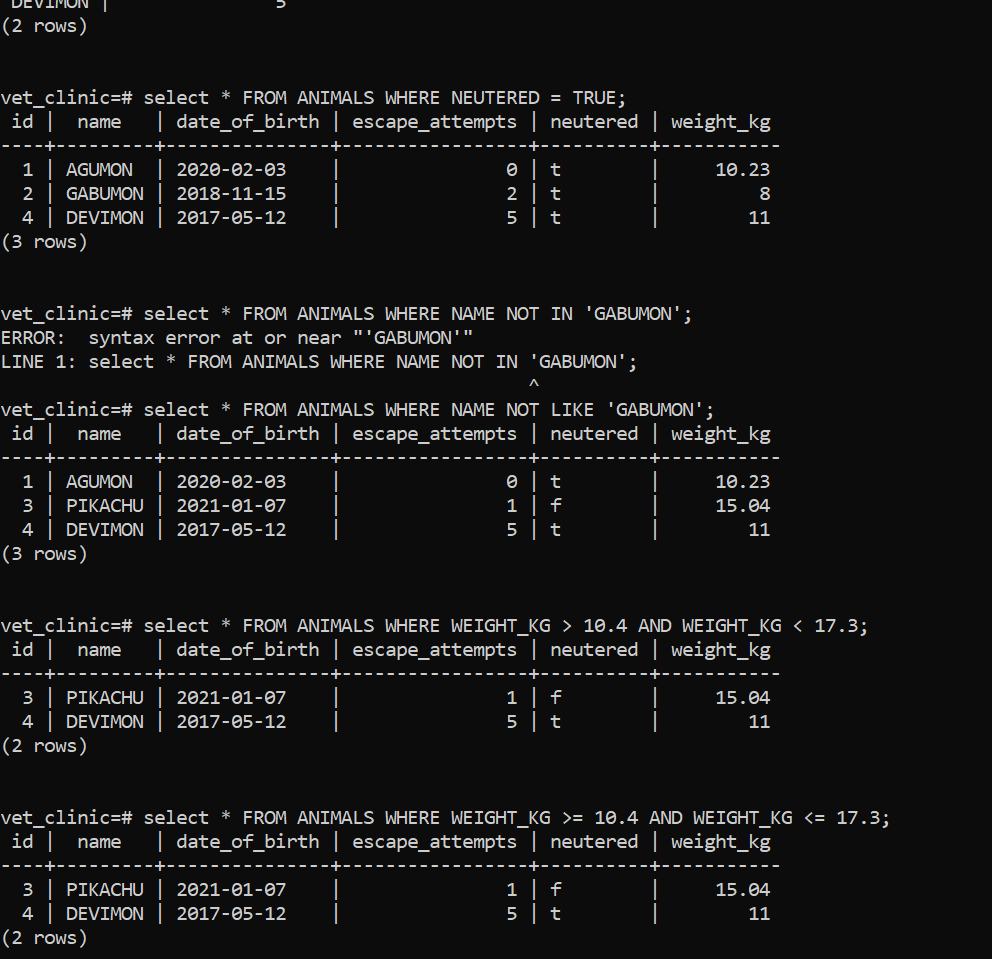 DEVIMON |               5
(2 rows)
vet_clinic=# select * FROM ANIMALS WHERE NEUTERED = TRUE;
 id |  name   | date_of_birth | escape_attempts | neutered | weight_kg
----+---------+---------------+-----------------+----------+-----------
  1 | AGUMON  | 2020-02-03    |               0 | t        |     10.23
  2 | GABUMON | 2018-11-15    |               2 | t        |         8
  4 | DEVIMON | 2017-05-12    |               5 | t        |        11
(3 rows)
vet_clinic=# select * FROM ANIMALS WHERE NAME NOT IN 'GABUMON';
ERROR:  syntax error at or near "'GABUMON'"
LINE 1: select * FROM ANIMALS WHERE NAME NOT IN 'GABUMON';
                                                ^
vet_clinic=# select * FROM ANIMALS WHERE NAME NOT LIKE 'GABUMON';
 id |  name   | date_of_birth | escape_attempts | neutered | weight_kg
----+---------+---------------+-----------------+----------+-----------
  1 | AGUMON  | 2020-02-03    |               0 | t        |     10.23
  3 | PIKACHU | 2021-01-07    |               1 | f        |     15.04
  4 | DEVIMON | 2017-05-12    |               5 | t        |        11
(3 rows)
vet_clinic=# select * FROM ANIMALS WHERE WEIGHT_KG > 10.4 AND WEIGHT_KG < 17.3;
 id |  name   | date_of_birth | escape_attempts | neutered | weight_kg
----+---------+---------------+-----------------+----------+-----------
  3 | PIKACHU | 2021-01-07    |               1 | f        |     15.04
  4 | DEVIMON | 2017-05-12    |               5 | t        |        11
(2 rows)
vet_clinic=# select * FROM ANIMALS WHERE WEIGHT_KG >= 10.4 AND WEIGHT_KG <= 17.3;
 id |  name   | date_of_birth | escape_attempts | neutered | weight_kg
----+---------+---------------+-----------------+----------+-----------
  3 | PIKACHU | 2021-01-07    |               1 | f        |     15.04
  4 | DEVIMON | 2017-05-12    |               5 | t        |        11
(2 rows)